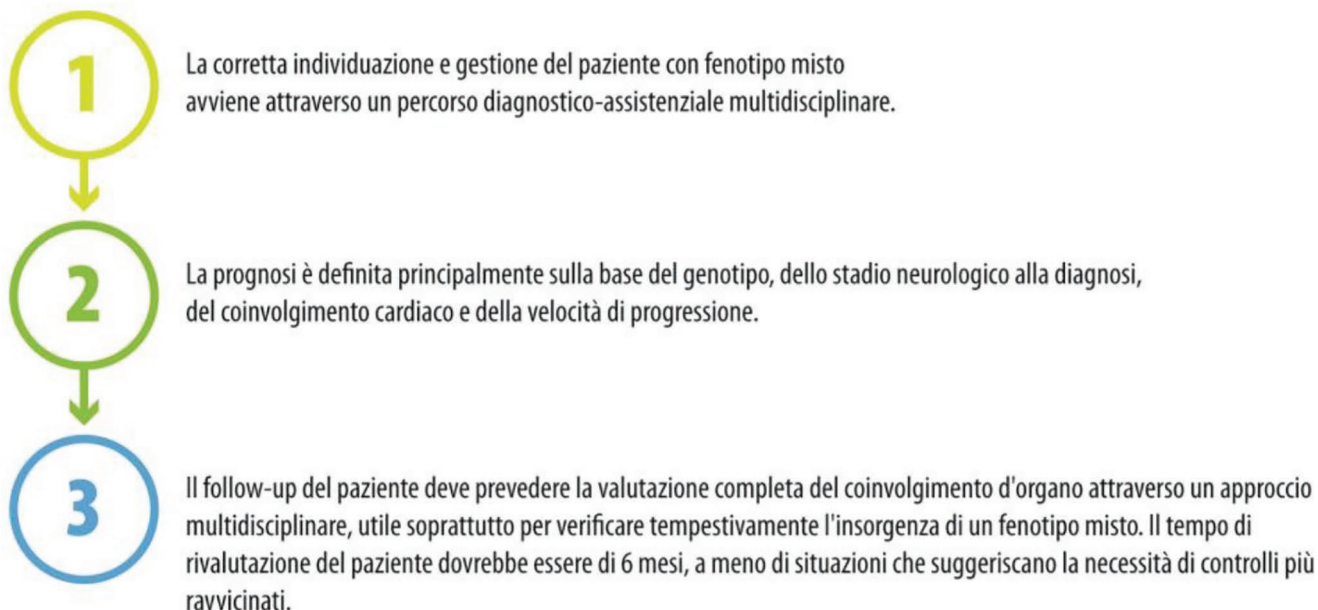 1
La corretta individuazione e gestione del paziente con fenotipo misto
avviene attraverso un percorso diagnostico-assistenziale multidisciplinare.
2
La prognosi è definita principalmente sulla base del genotipo, dello stadio neurologico alla diagnosi,
del coinvolgimento cardiaco e della velocità di progressione.
3
Il follow-up del paziente deve prevedere la valutazione completa del coinvolgimento d'organo attraverso un approccio
multidisciplinare, utile soprattutto per verificare tempestivamente l'insorgenza di un fenotipo misto. Il tempo di
rivalutazione del paziente dovrebbe essere di 6 mesi, a meno di situazioni che suggeriscano la necessità di controlli più
ravvicinati.